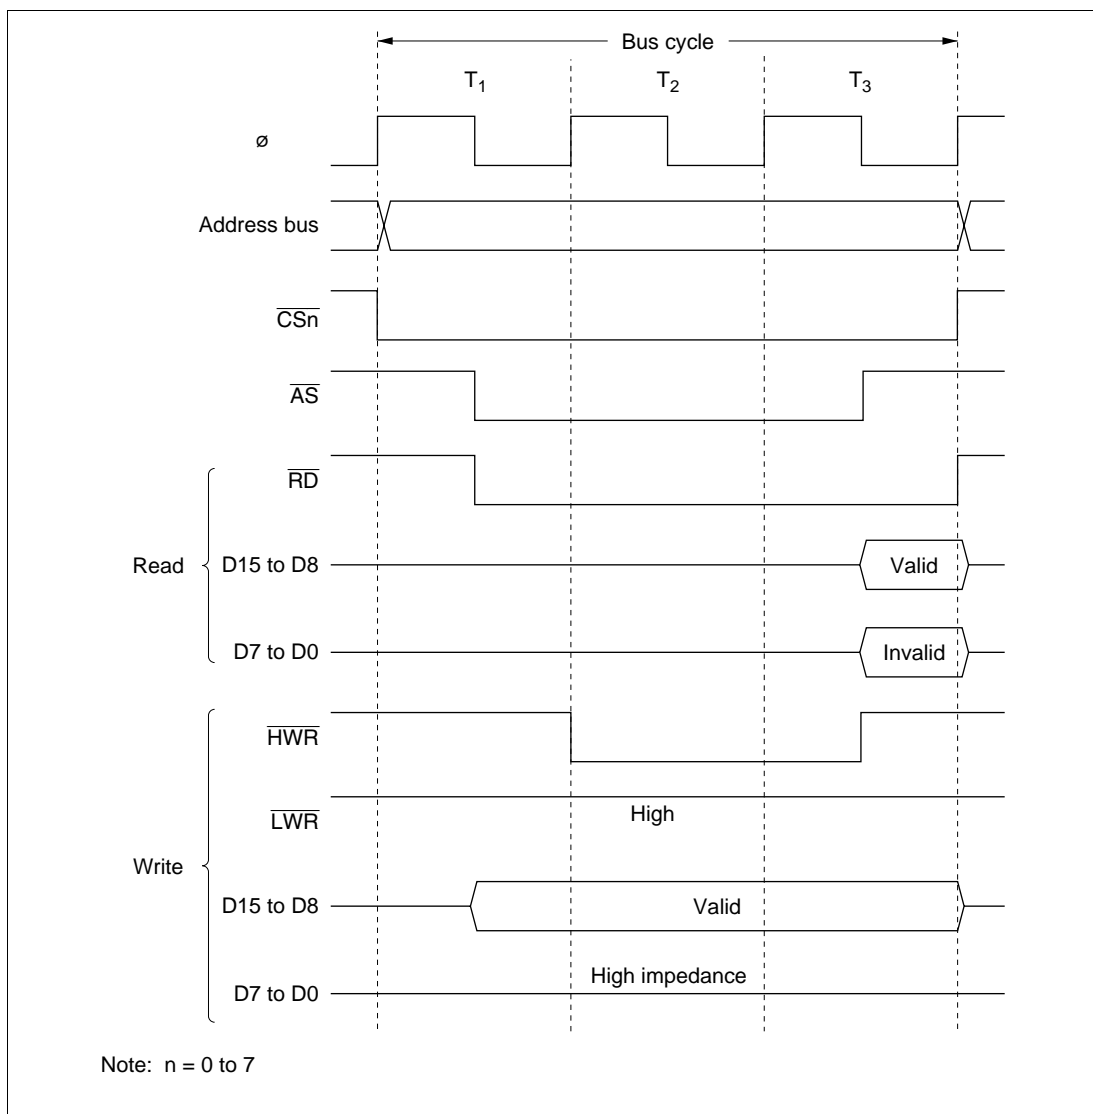 Bus cycle
T1 T2 T3
ø
Address bus
CSn
AS
RD
Read
D15 to D8 Valid
D7 to D0 Invalid
HWR
LWR High
Write
D15 to D8 Valid
D7 to D0 High impedance
Note: n = 0 to 7